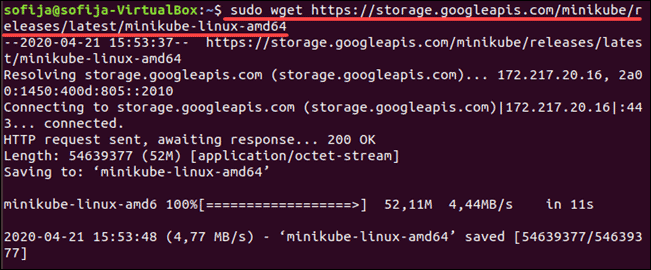 sofija@sofija-VirtualBox:~$ sudo wget https://storage.googleapis.com/minikube/r
eleases/latest/minikube-linux-amd64
--2020-04-21 15:53:37--  https://storage.googleapis.com/minikube/releases/lates
t/minikube-linux-amd64
Resolving storage.googleapis.com (storage.googleapis.com)... 172.217.20.16, 2a0
0:1450:400d:805::2010
Connecting to storage.googleapis.com (storage.googleapis.com)|172.217.20.16|:44
3... connected.
HTTP request sent, awaiting response... 200 OK
Length: 54639377 (52M) [application/octet-stream]
Saving to: ‘minikube-linux-amd64’

minikube-linux-amd6 100%[===================>]  52,11M  4,44MB/s    in 11s

2020-04-21 15:53:48 (4,77 MB/s) - ‘minikube-linux-amd64’ saved [54639377/546393
77]